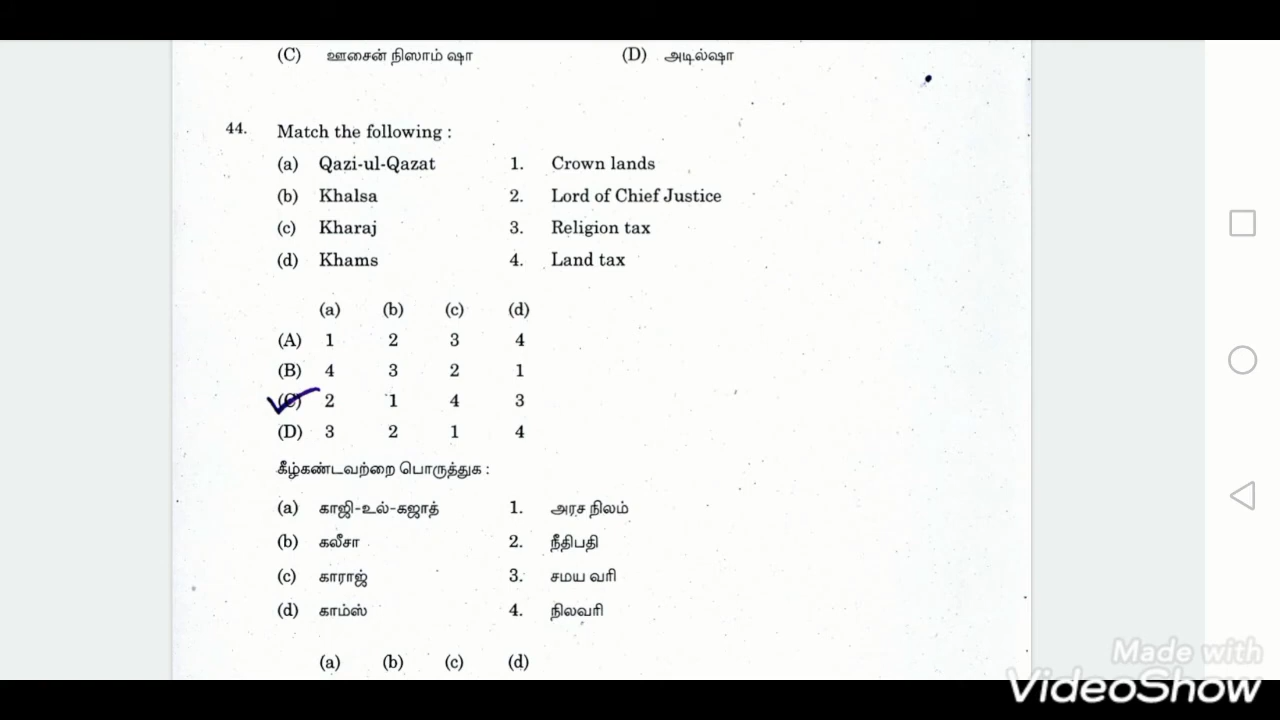 (C) ஊசைன் நிஸாம் ஷா (D) அடில்ஷா
44. Match the following :
(a) Qazi-ul-Qazat 1. Crown lands
(b) Khalsa 2. Lord of Chief Justice
(c) Kharaj 3. Religion tax
(d) Khams 4. Land tax
(a) (b) (c) (d)
(A) 1 2 3 4
(B) 4 3 2 1
(C) 2 1 4 3
(D) 3 2 1 4
கீழ்கண்டவற்றை பொருத்துக :
(a) காஜி-உல்-கஜாத் 1. அரச நிலம்
(b) கலீசா 2. நீதிபதி
(c) காராஜ் 3. சமய வரி
(d) காம்ஸ் 4. நிலவரி
(a) (b) (c) (d)
Made with
VideoShow